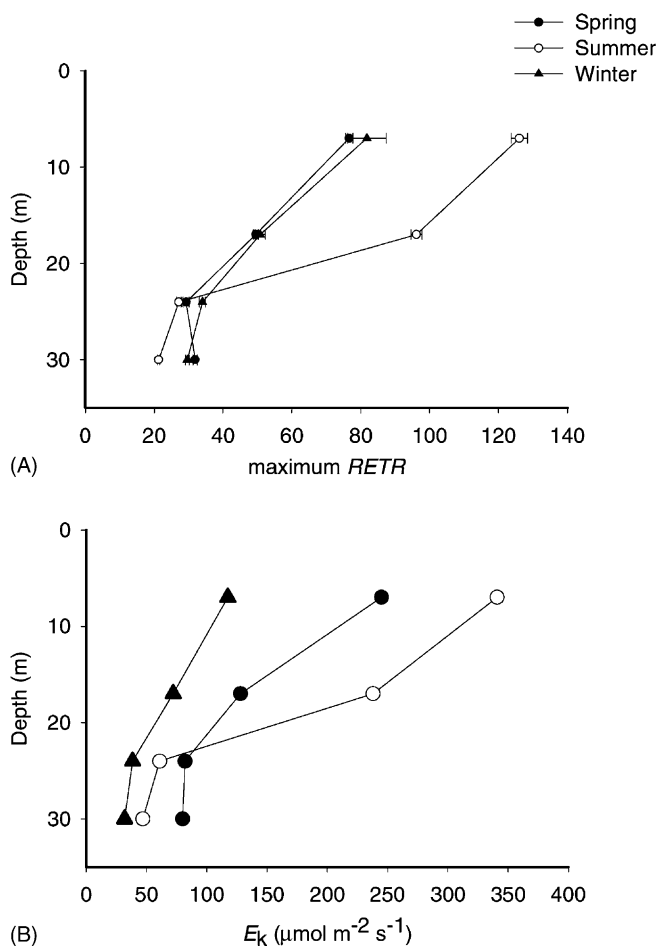 Spring
Summer
Winter
0
10
20
30
Depth (m)
0 20 40 60 80 100 120 140
(A) maximum RETR
0
10
20
30
Depth (m)
0 50 100 150 200 250 300 350 400
(B) Ek (μmol m-2 s-1)